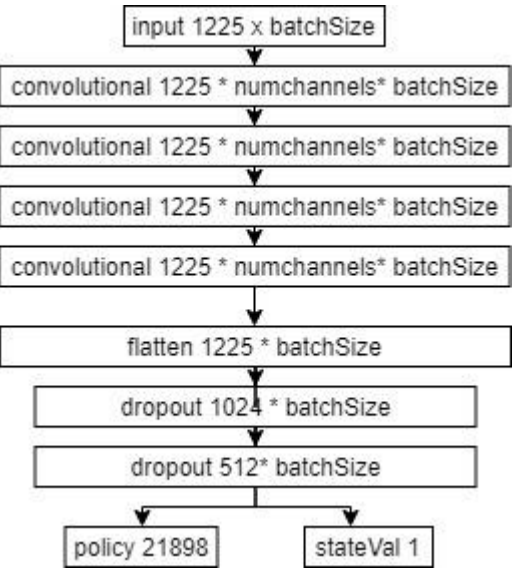 input 1225 x batchSize
convolutional 1225 * numchannels* batchSize
convolutional 1225 * numchannels* batchSize
convolutional 1225 * numchannels* batchSize
convolutional 1225 * numchannels* batchSize
flatten 1225 * batchSize
dropout 1024 * batchSize
dropout 512* batchSize
policy 21898
stateVal 1